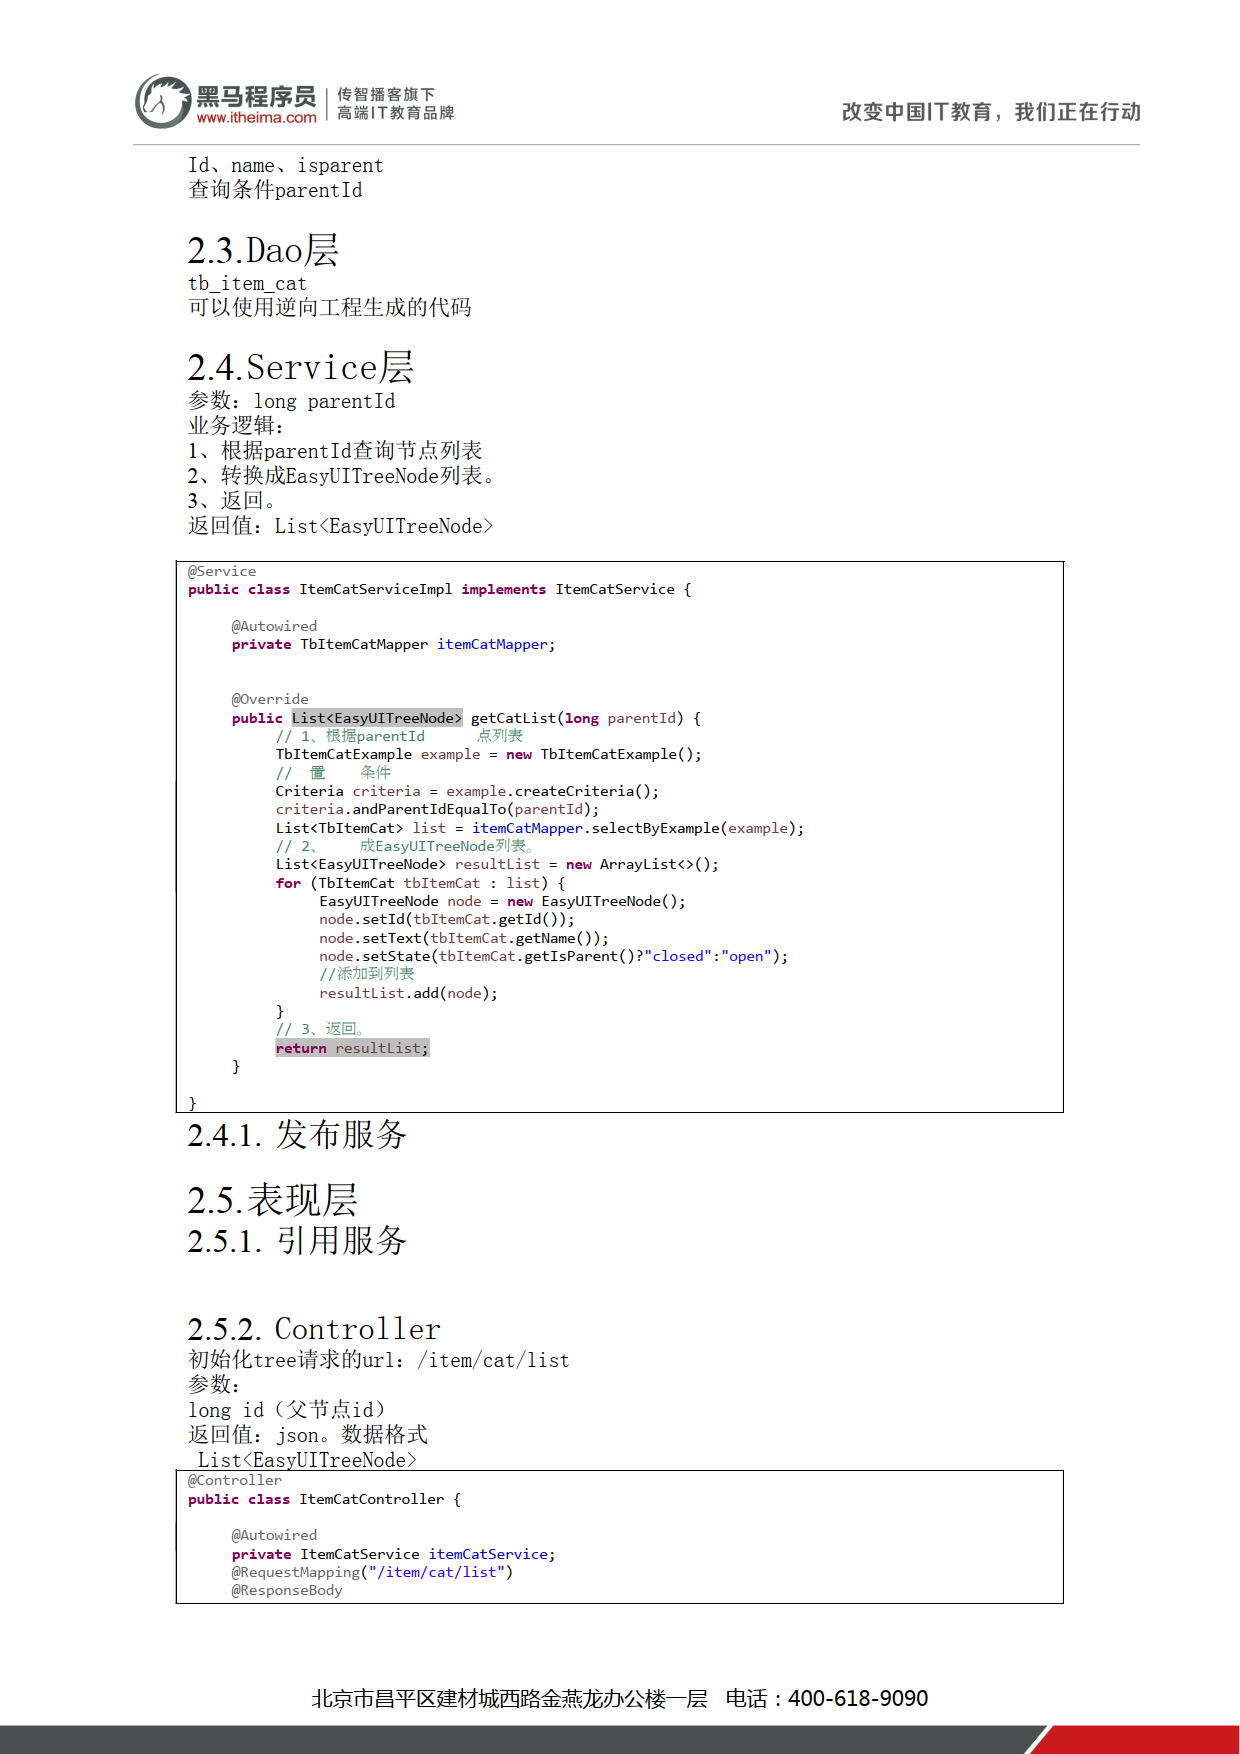 黑马程序员
www.itheima.com
传智播客旗下
高端IT教育品牌
改变中国IT教育，我们正在行动
Id、name、isparent
查询条件parentId
2.3.Dao层
tb_item_cat
可以使用逆向工程生成的代码
2.4.Service层
参数：long parentId
业务逻辑：
1、根据parentId查询节点列表
2、转换成EasyUITreeNode列表。
3、返回。
返回值：List<EasyUITreeNode>
@Service
public class ItemCatServiceImpl implements ItemCatService {
@Autowired
private TbItemCatMapper itemCatMapper;
@Override
public List<EasyUITreeNode> getCatList(long parentId) {
// 1、根据parentId 点列表
TbItemCatExample example = new TbItemCatExample();
// 置 条件
Criteria criteria = example.createCriteria();
criteria.andParentIdEqualTo(parentId);
List<TbItemCat> list = itemCatMapper.selectByExample(example);
// 2、 成EasyUITreeNode列表。
List<EasyUITreeNode> resultList = new ArrayList<>();
for (TbItemCat tbItemCat : list) {
EasyUITreeNode node = new EasyUITreeNode();
node.setId(tbItemCat.getId());
node.setText(tbItemCat.getName());
node.setState(tbItemCat.getIsParent()?"closed":"open");
//添加到列表
resultList.add(node);
}
// 3、返回。
return resultList;
}
}
2.4.1. 发布服务
2.5.表现层
2.5.1. 引用服务
2.5.2. Controller
初始化tree请求的url：/item/cat/list
参数：
long id（父节点id）
返回值：json。数据格式
List<EasyUITreeNode>
@Controller
public class ItemCatController {
@Autowired
private ItemCatService itemCatService;
@RequestMapping("/item/cat/list")
@ResponseBody
北京市昌平区建材城西路金燕龙办公楼一层 电话：400-618-9090